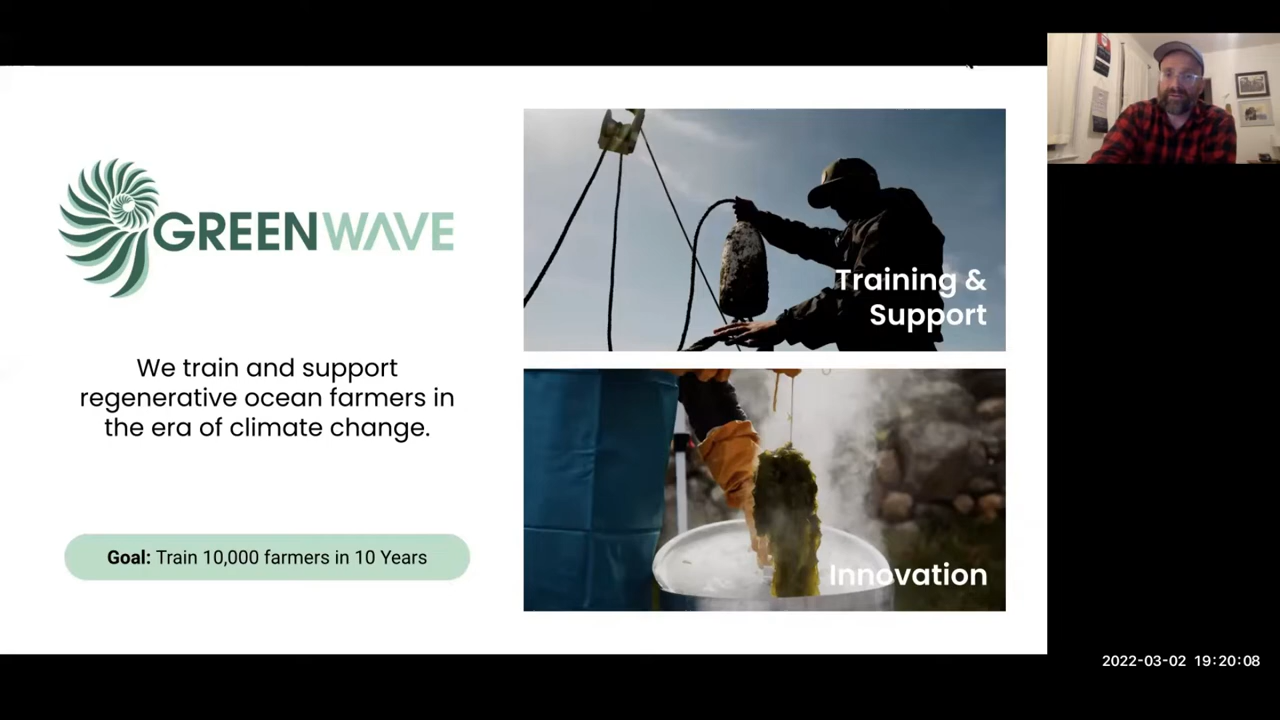 GREENWAVE
We train and support
regenerative ocean farmers in
the era of climate change.
Goal: Train 10,000 farmers in 10 Years
Training &
Support
Innovation
2022-03-02 19:20:08